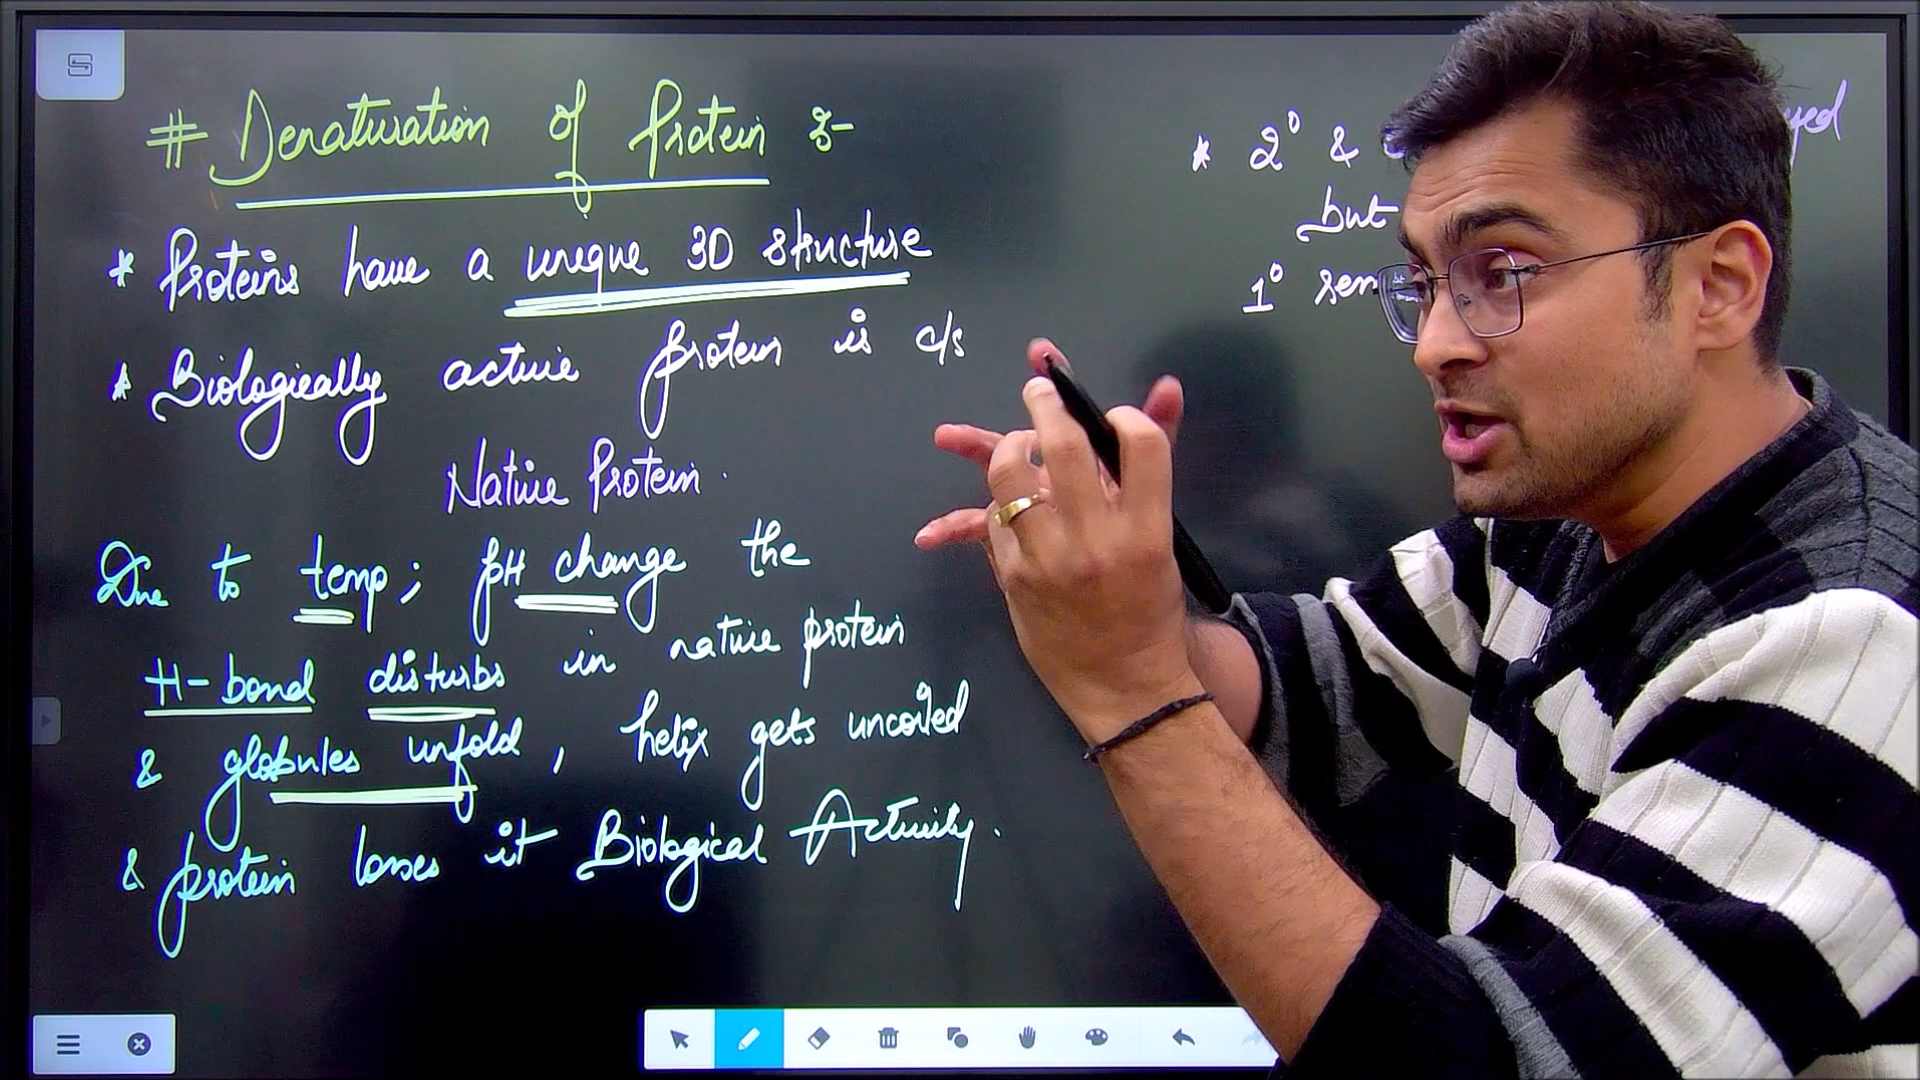 # Denaturation of Protein :-
* Proteins have a unique 3D structure
* Biologically active protein is c/s
Native Protein.
Due to temp; pH change the
H-bond disturbs in native protein
& globules unfold, helix gets uncoiled
& protein loses it Biological Activity.
* 2° &
but
1°